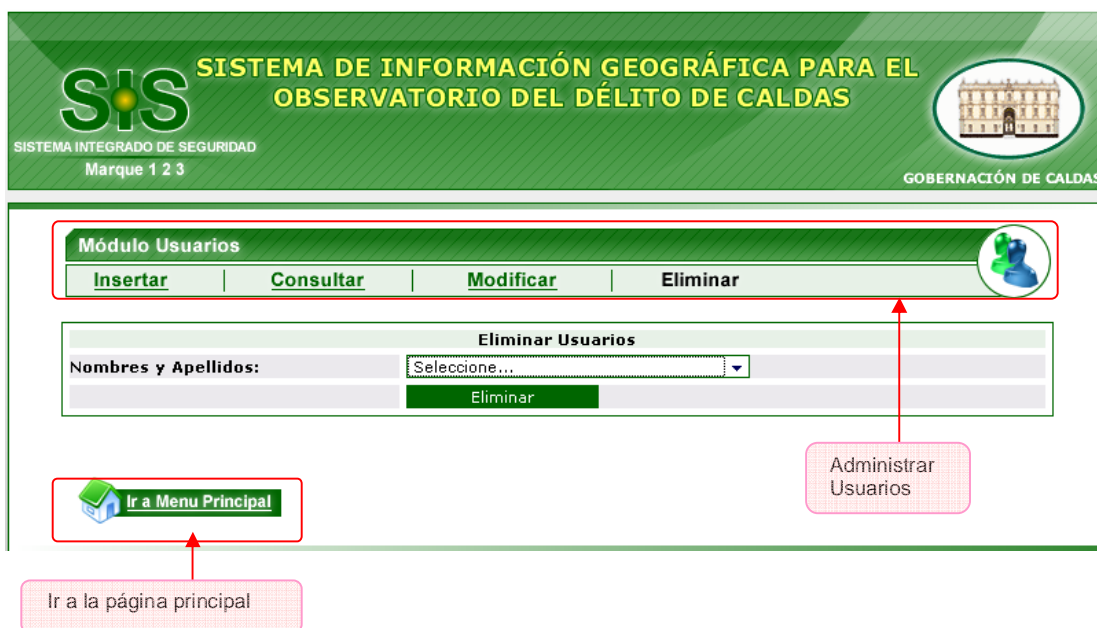 SISTEMA DE INFORMACIÓN GEOGRÁFICA PARA EL
OBSERVATORIO DEL DÉLITO DE CALDAS
SIS
SISTEMA INTEGRADO DE SEGURIDAD
Marque 1 2 3
GOBERNACIÓN DE CALDAS
Módulo Usuarios
Insertar | Consultar | Modificar | Eliminar
Eliminar Usuarios
Nombres y Apellidos: Seleccione...
Eliminar
Administrar
Usuarios
Ir a Menu Principal
Ir a la página principal